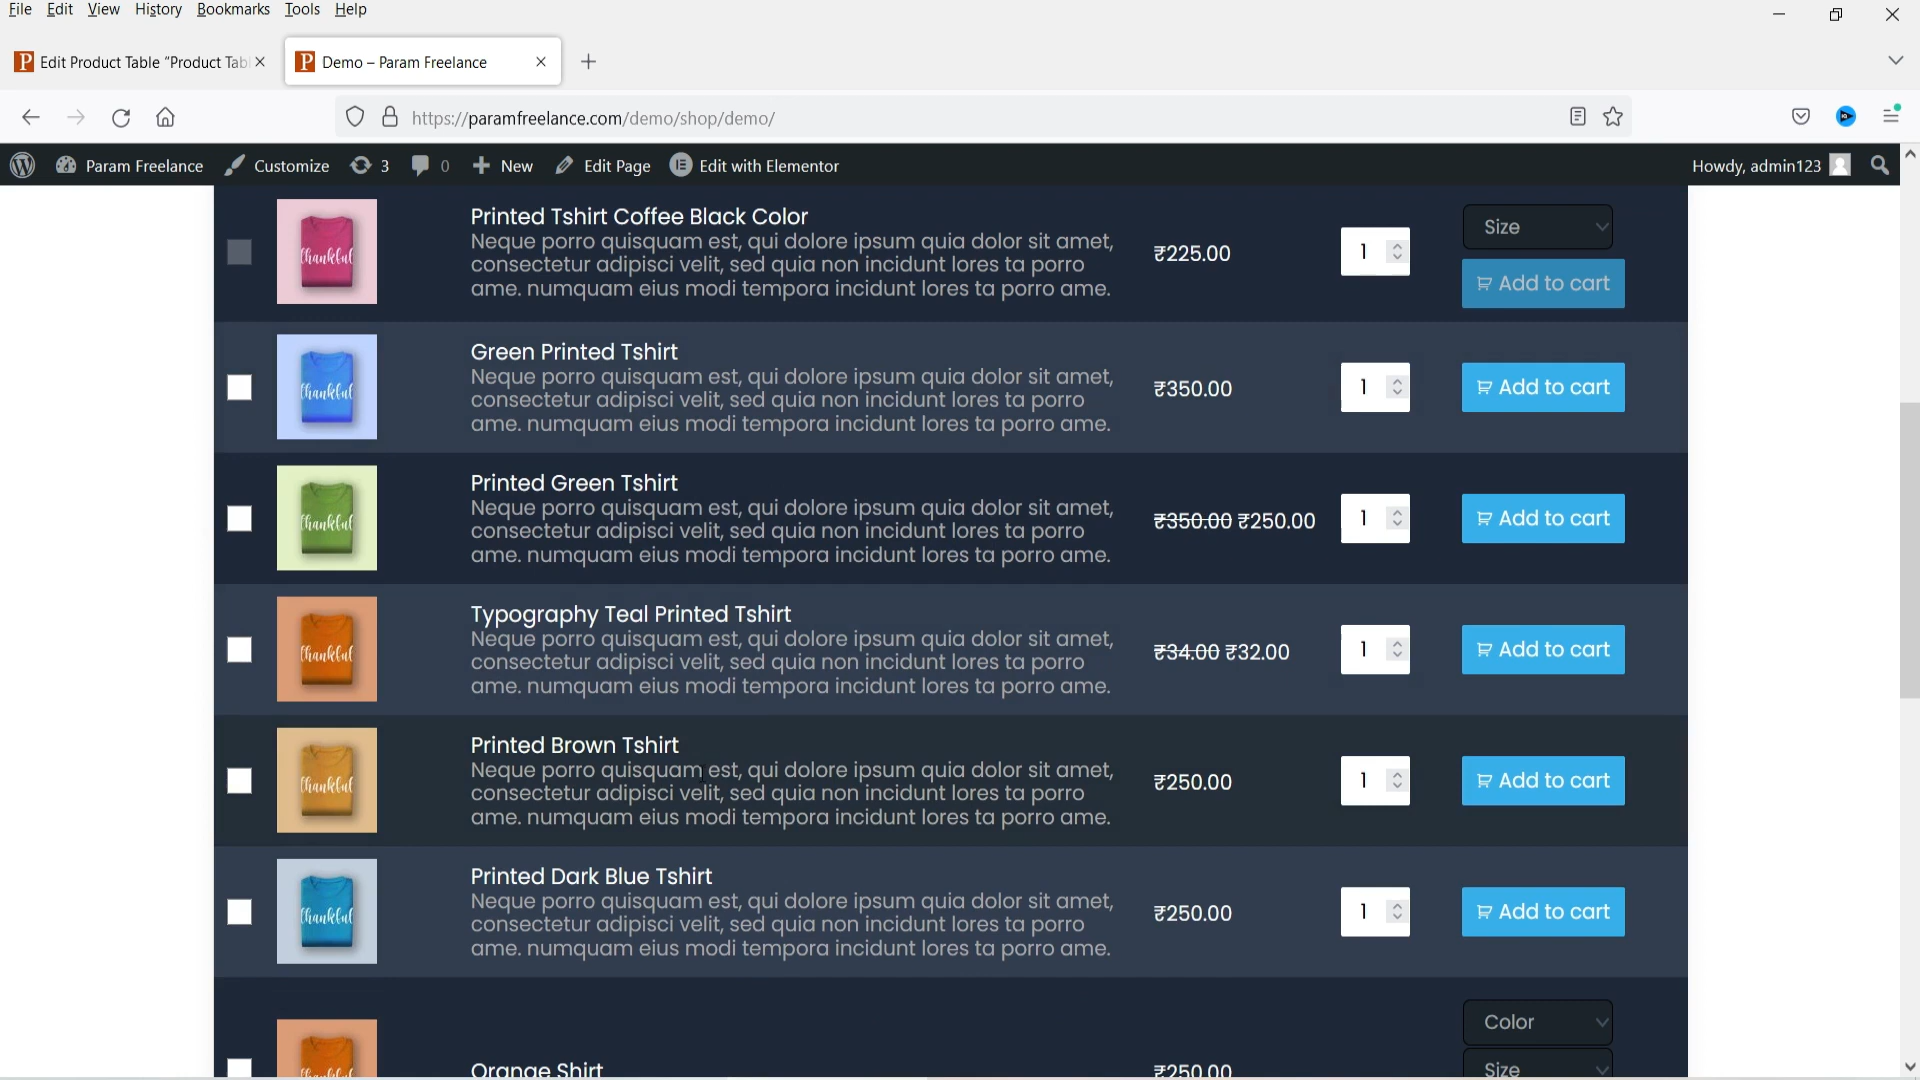 File Edit View History Bookmarks Tools Help
Edit Product Table "Product Tab
Demo – Param Freelance
https://paramfreelance.com/demo/shop/demo/
Param Freelance Customize 3 0 New Edit Page Edit with Elementor Howdy, admin123
Printed Tshirt Coffee Black Color
Neque porro quisquam est, qui dolore ipsum quia dolor sit amet,
consectetur adipisci velit, sed quia non incidunt lores ta porro
ame. numquam eius modi tempora incidunt lores ta porro ame.
₹225.00
1
Size
Add to cart
thankful
Green Printed Tshirt
Neque porro quisquam est, qui dolore ipsum quia dolor sit amet,
consectetur adipisci velit, sed quia non incidunt lores ta porro
ame. numquam eius modi tempora incidunt lores ta porro ame.
₹350.00
1
Add to cart
thankful
Printed Green Tshirt
Neque porro quisquam est, qui dolore ipsum quia dolor sit amet,
consectetur adipisci velit, sed quia non incidunt lores ta porro
ame. numquam eius modi tempora incidunt lores ta porro ame.
₹350.00 ₹250.00
1
Add to cart
thankful
Typography Teal Printed Tshirt
Neque porro quisquam est, qui dolore ipsum quia dolor sit amet,
consectetur adipisci velit, sed quia non incidunt lores ta porro
ame. numquam eius modi tempora incidunt lores ta porro ame.
₹34.00 ₹32.00
1
Add to cart
thankful
Printed Brown Tshirt
Neque porro quisquam est, qui dolore ipsum quia dolor sit amet,
consectetur adipisci velit, sed quia non incidunt lores ta porro
ame. numquam eius modi tempora incidunt lores ta porro ame.
₹250.00
1
Add to cart
thankful
Printed Dark Blue Tshirt
Neque porro quisquam est, qui dolore ipsum quia dolor sit amet,
consectetur adipisci velit, sed quia non incidunt lores ta porro
ame. numquam eius modi tempora incidunt lores ta porro ame.
₹250.00
1
Add to cart
thankful
Orange Shirt
₹250.00
Color
Size
thankful